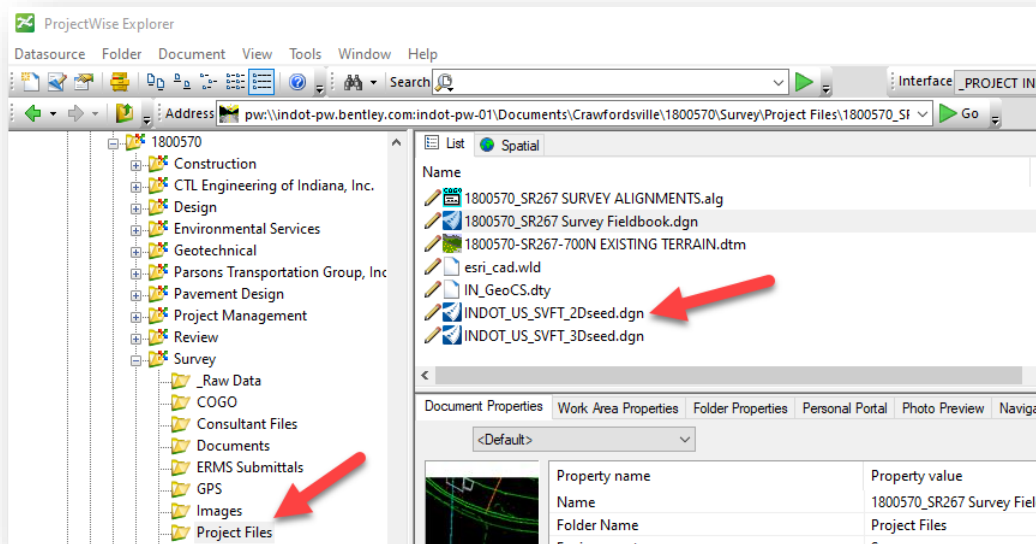 ProjectWise Explorer
Datasource Folder Document View Tools Window Help
Search Interface _PROJECT IN
Address pw:\\indot-pw.bentley.com:indot-pw-01\Documents\Crawfordsville\1800570\Survey\Project Files\1800570_SF Go
1800570
Construction
CTL Engineering of Indiana, Inc.
Design
Environmental Services
Geotechnical
Parsons Transportation Group, Inc
Pavement Design
Project Management
Review
Survey
_Raw Data
COGO
Consultant Files
Documents
ERMS Submittals
GPS
Images
Project Files
List Spatial
Name
1800570_SR267 SURVEY ALIGNMENTS.alg
1800570_SR267 Survey Fieldbook.dgn
1800570-SR267-700N EXISTING TERRAIN.dtm
esri_cad.wld
IN_GeoCS.dty
INDOT_US_SVFT_2Dseed.dgn
INDOT_US_SVFT_3Dseed.dgn
Document Properties Work Area Properties Folder Properties Personal Portal Photo Preview Naviga
<Default>
Property name Property value
Name 1800570_SR267 Survey Fiel
Folder Name Project Files